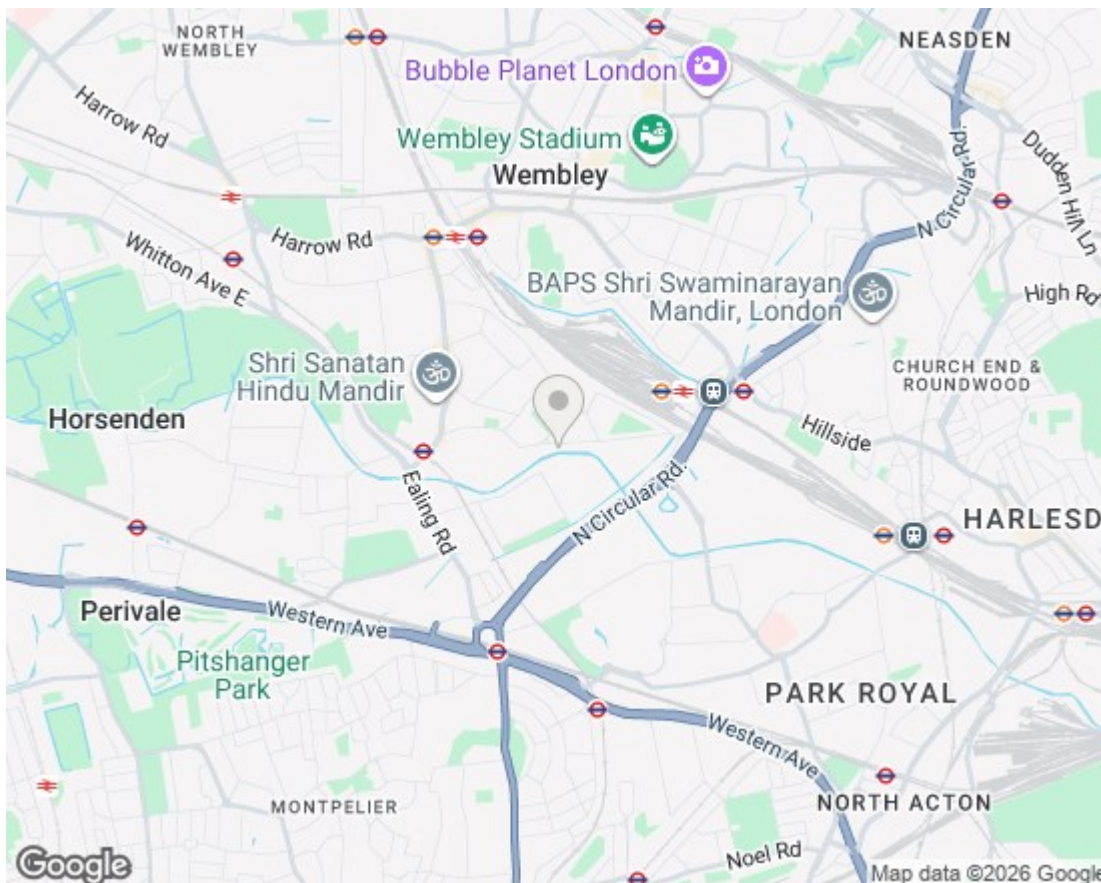 NORTH
WEMBLEY
NEASDEN
Bubble Planet London
Harrow Rd
Wembley Stadium
Wembley
N Circular Rd.
Dudden Hill Ln
Harrow Rd
Whitton Ave E
N Circular Rd.
BAPS Shri Swaminarayan
Mandir, London
High Rd
Shri Sanatan
Hindu Mandir
CHURCH END &
ROUNDWOOD
Horsenden
Hillside
Ealing Rd
N Circular Rd.
HARLESD
Perivale
Western Ave
Pitshanger
Park
PARK ROYAL
Western Ave
MONTPELIER
NORTH ACTON
Noel Rd
Google
Map data ©2026 Google